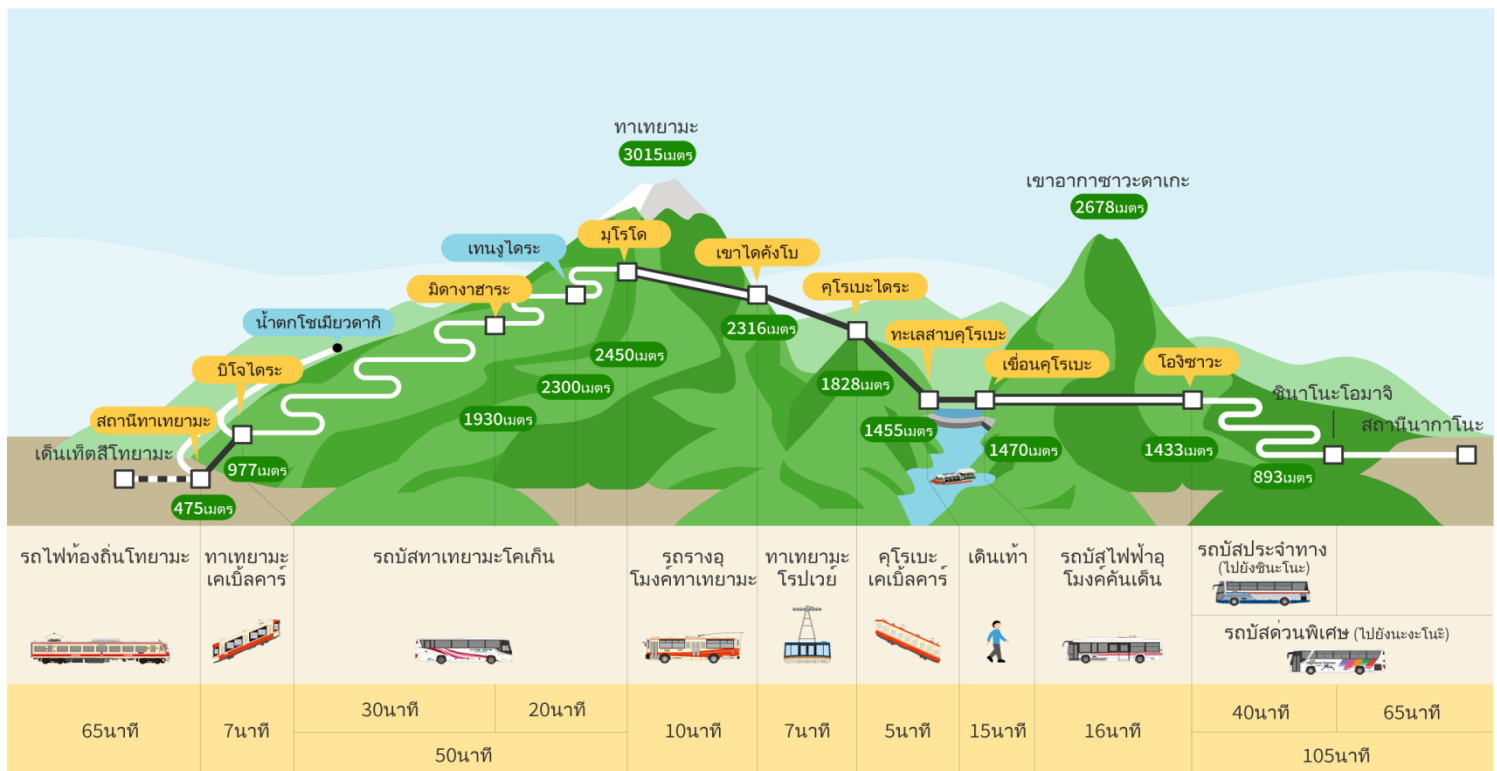 ทาเทยามะ
3015เมตร
เขาอากาซาวะดาเกะ
2678เมตร
เทนงูไดระ
มุโรโด
เขาไดคังโบ
มิดางาฮาระ
คุโรเบะไดระ
น้ำตกโชเมียวดากิ
2316เมตร
ทะเลสาบคุโรเบะ
2450เมตร
บิโจไดระ
เขื่อนคุโรเบะ
โองิซาวะ
2300เมตร
1828เมตร
ชินาโนะโอมาจิ
สถานีทาเทยามะ
1930เมตร
1455เมตร
สถานีนากาโนะ
เด็นเท็ตสึโทยามะ
977เมตร
1470เมตร
1433เมตร
893เมตร
475เมตร
รถไฟท้องถิ่นโทยามะ
ทาเทยามะ
เคเบิ้ลคาร์
รถบัสทาเทยามะโคเก็น
รถรางอุ
โมงค์ทาเทยามะ
ทาเทยามะ
โรปเวย์
คุโรเบะ
เคเบิ้ลคาร์
เดินเท้า
รถบัสไฟฟ้าอุ
โมงค์คันเด็น
รถบัสประจำทาง
(ไปยังชินะโนะ)
รถบัสด่วนพิเศษ (ไปยังนะงะโนะ)
65นาที
7นาที
30นาที
20นาที
50นาที
10นาที
7นาที
5นาที
15นาที
16นาที
40นาที
65นาที
105นาที